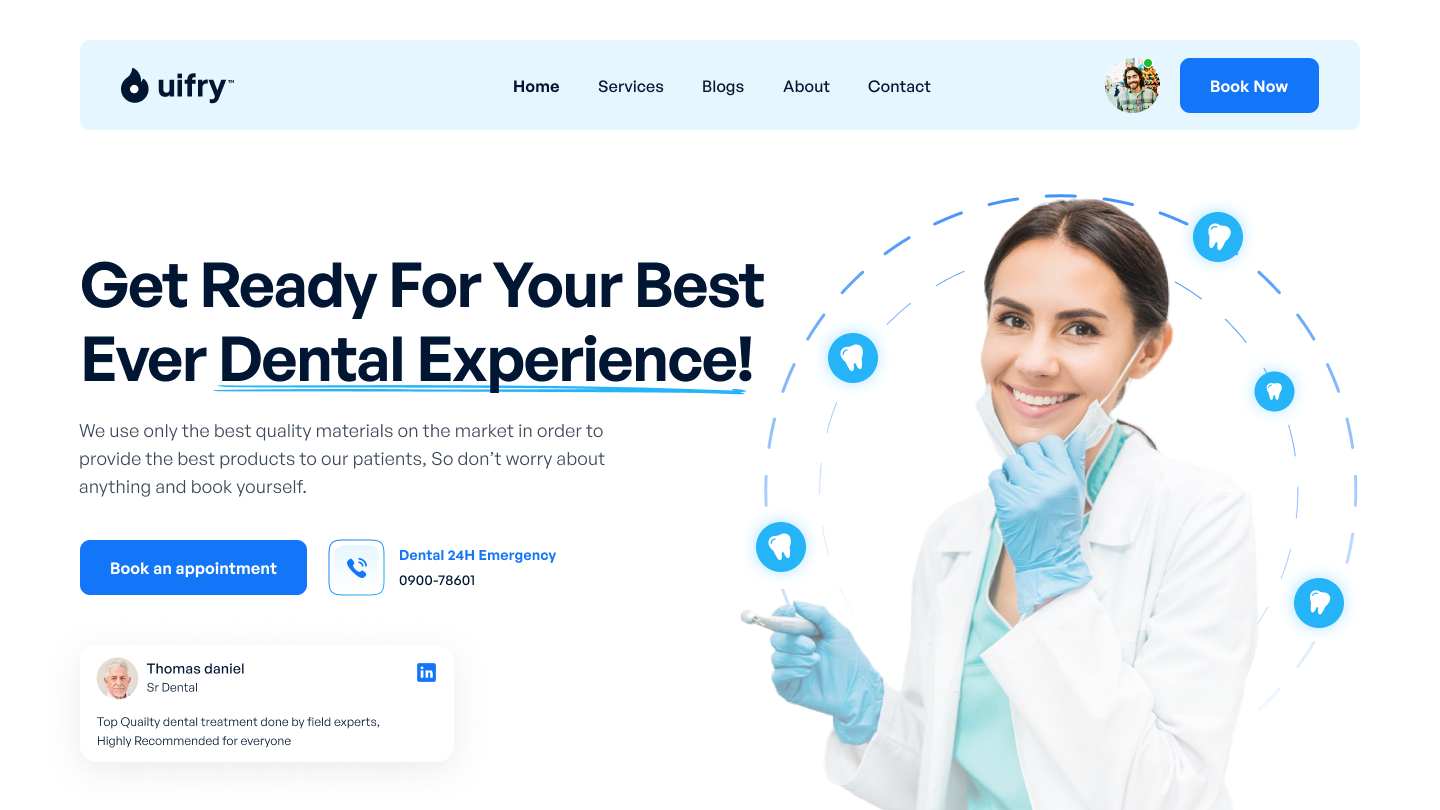 uifry™
Home
Services
Blogs
About
Contact
Book Now
Get Ready For Your Best
Ever Dental Experience!
We use only the best quality materials on the market in order to
provide the best products to our patients, So don’t worry about
anything and book yourself.
Book an appointment
Dental 24H Emergency
0900-78601
Thomas daniel
Sr Dental
in
Top Quailty dental treatment done by field experts,
Highly Recommended for everyone